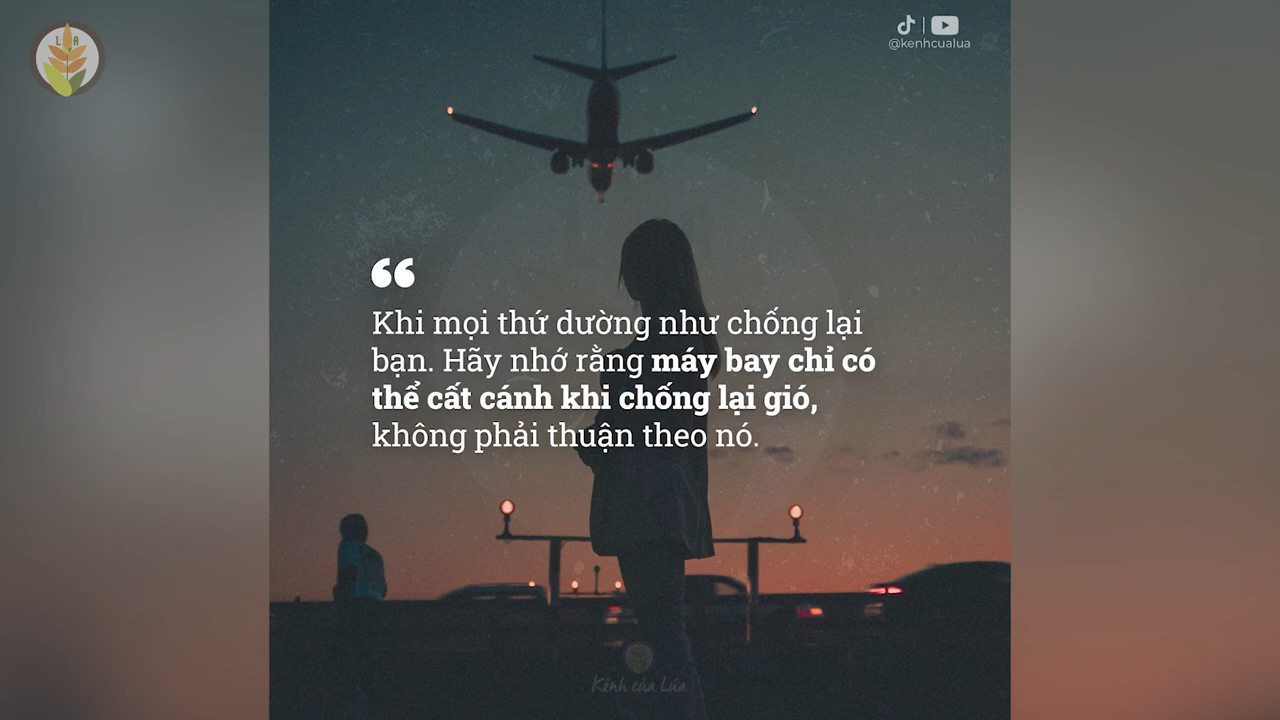 L A
@kenhcualua
“
Khi mọi thứ dường như chống lại
bạn. Hãy nhớ rằng máy bay chỉ có
thể cất cánh khi chống lại gió,
không phải thuận theo nó.
Kênh của Lúa